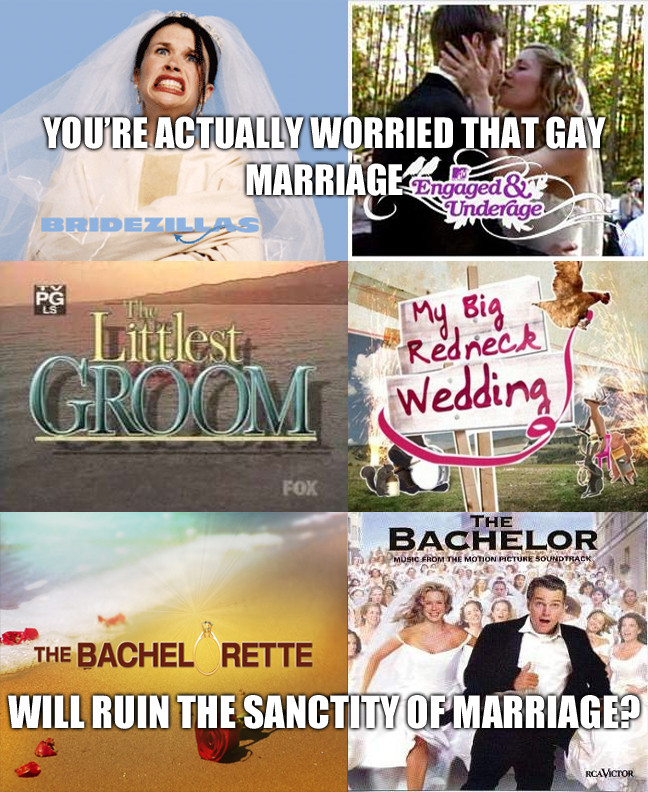 YOU'RE ACTUALLY WORRIED THAT GAY
MARRIAGE
BRIDEZILLAS
MTV
Engaged &
Underage
TV
PG
LS
The
Littlest
GROOM
FOX
My Big
Redneck
Wedding
THE BACHELORETTE
THE
BACHELOR
MUSIC FROM THE MOTION PICTURE SOUNDTRACK
WILL RUIN THE SANCTITY OF MARRIAGE?
RCA VICTOR